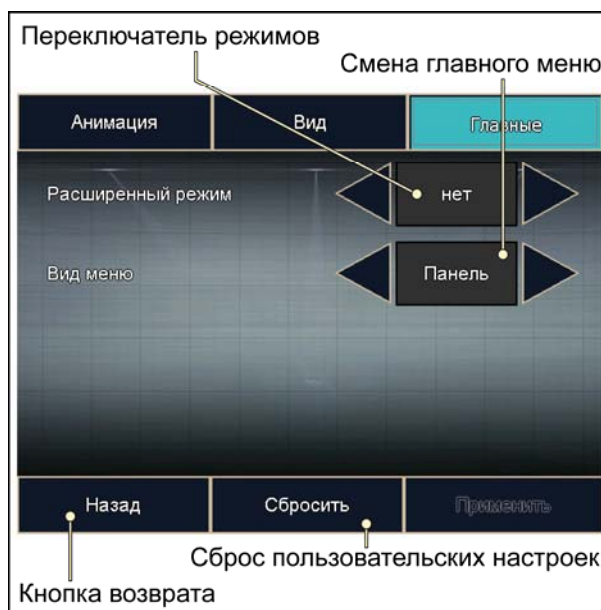 Переключатель режимов
Смена главного меню
Анимация Вид Главные
Расширенный режим нет
Вид меню Панель
Назад Сбросить Применить
Сброс пользовательских настроек
Кнопка возврата